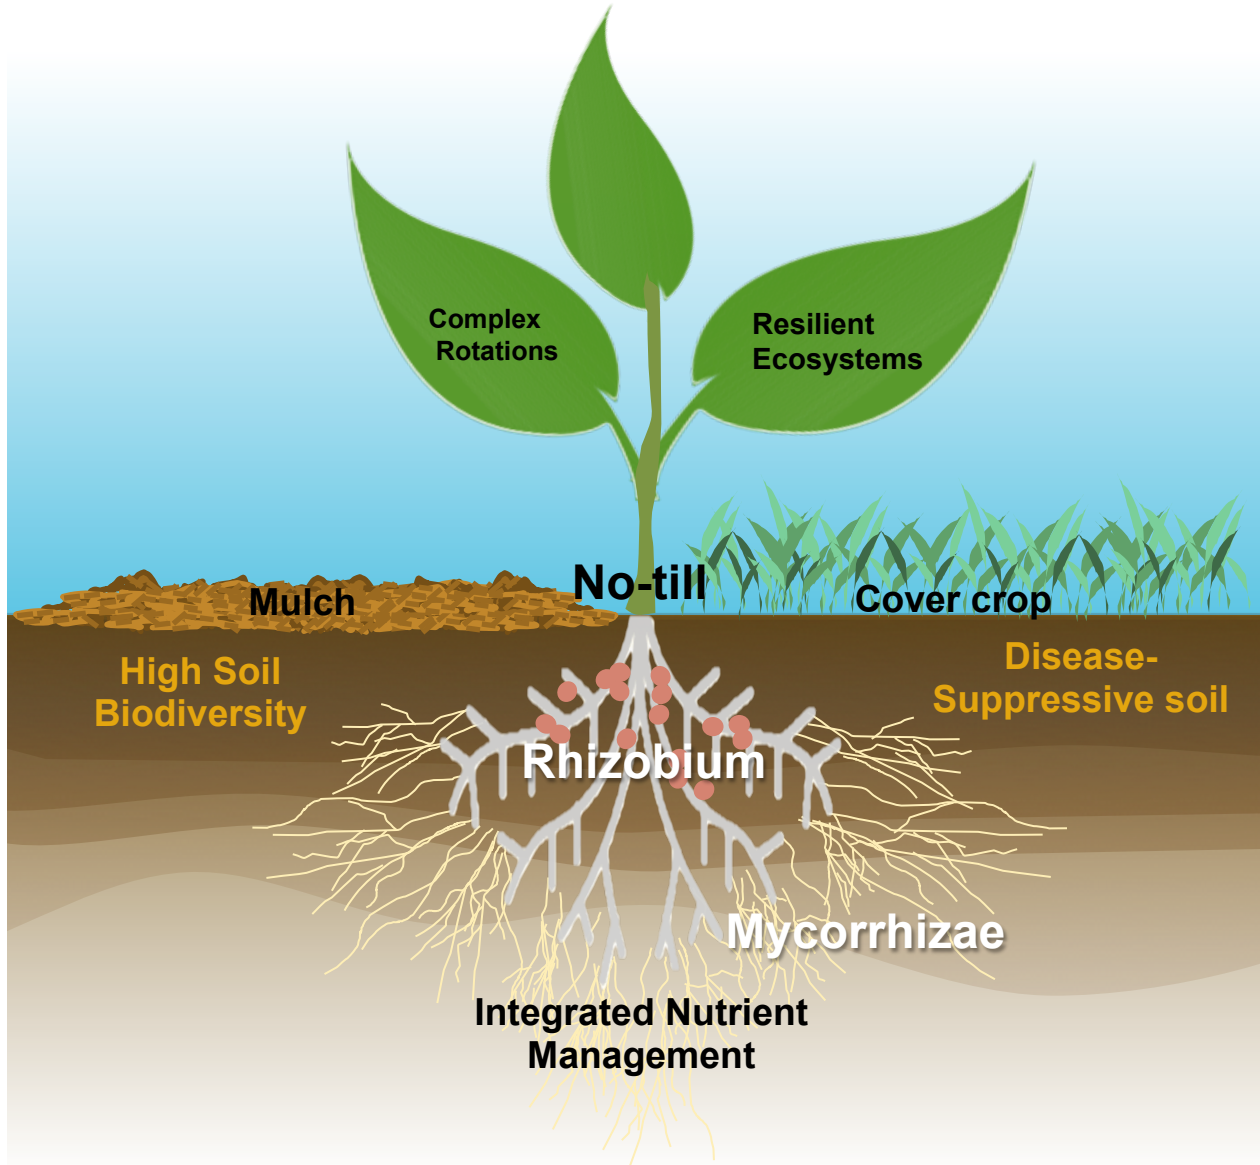 Complex
Rotations
Resilient
Ecosystems
No-till
Mulch
Cover crop
High Soil
Biodiversity
Disease-
Suppressive soil
Rhizobium
Mycorrhizae
Integrated Nutrient
Management